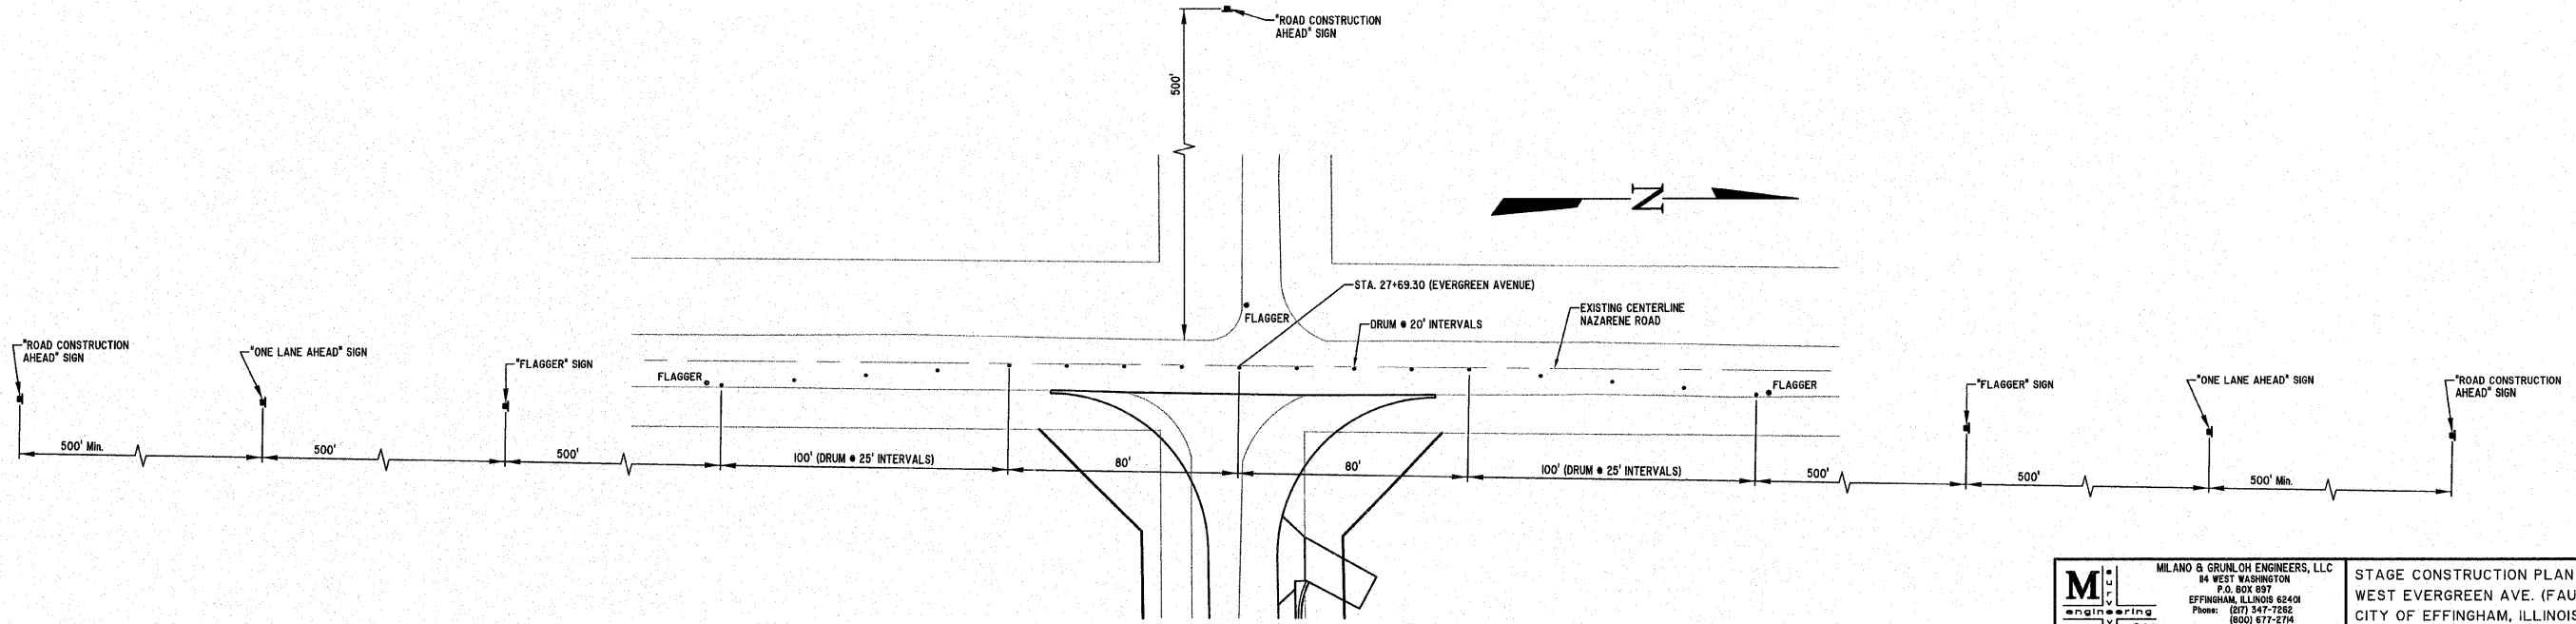 "ROAD CONSTRUCTION
AHEAD" SIGN
500'
N
STA. 27+69.30 (EVERGREEN AVENUE)
EXISTING CENTERLINE
NAZARENE ROAD
FLAGGER
DRUM @ 20' INTERVALS
"ROAD CONSTRUCTION
AHEAD" SIGN
"ONE LANE AHEAD" SIGN
"FLAGGER" SIGN
FLAGGER
FLAGGER
"FLAGGER" SIGN
"ONE LANE AHEAD" SIGN
"ROAD CONSTRUCTION
AHEAD" SIGN
500' Min.
500'
500'
100' (DRUM @ 25' INTERVALS)
80'
80'
100' (DRUM @ 25' INTERVALS)
500'
500'
500' Min.
M
engineering
MILANO & GRUNLOH ENGINEERS, LLC
114 WEST WASHINGTON
P.O. BOX 897
EFFINGHAM, ILLINOIS 62401
Phone: (217) 347-7262
(800) 677-2714
STAGE CONSTRUCTION PLAN
WEST EVERGREEN AVE. (FAU
CITY OF EFFINGHAM, ILLINOIS